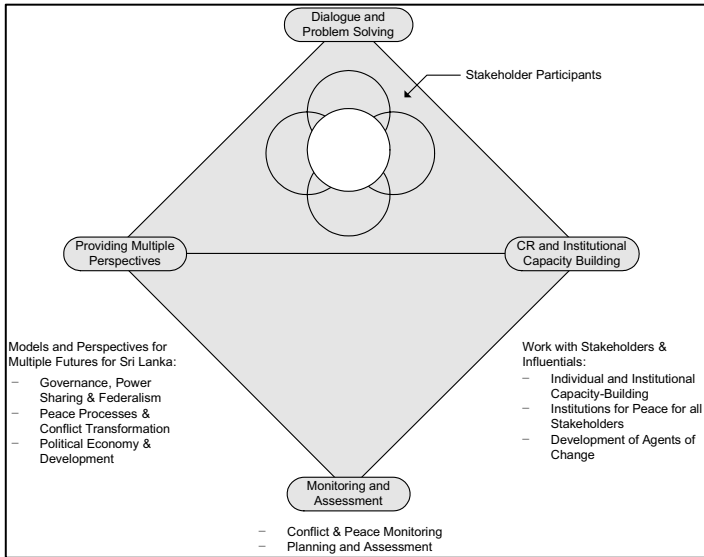 Dialogue and
Problem Solving
Stakeholder Participants
Providing Multiple
Perspectives
CR and Institutional
Capacity Building
Models and Perspectives for
Multiple Futures for Sri Lanka:
− Governance, Power
Sharing & Federalism
− Peace Processes &
Conflict Transformation
− Political Economy &
Development
Work with Stakeholders &
Influentials:
− Individual and Institutional
Capacity-Building
− Institutions for Peace for all
Stakeholders
− Development of Agents of
Change
Monitoring and
Assessment
− Conflict & Peace Monitoring
− Planning and Assessment